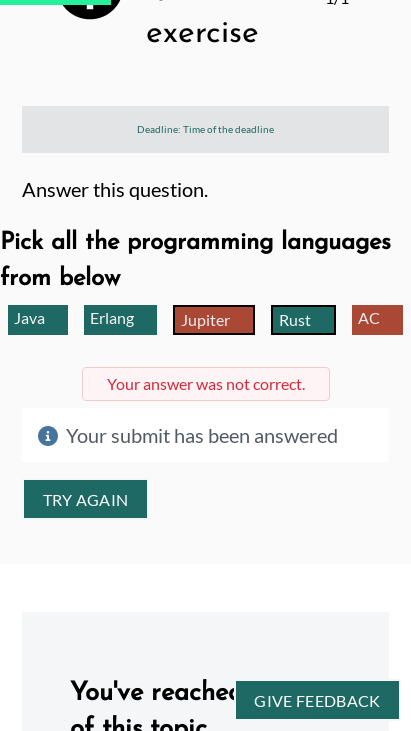 1/1
exercise
Deadline: Time of the deadline
Answer this question.
Pick all the programming languages
from below
Java Erlang Jupiter Rust AC
Your answer was not correct.
Your submit has been answered
TRY AGAIN
You've reached
GIVE FEEDBACK
of this topic